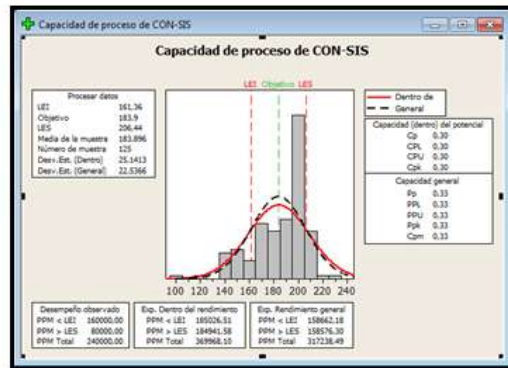 Capacidad de proceso de CON-SIS
Capacidad de proceso de CON-SIS
LEI Objetivo LES
Procesar datos
LEI 161,36
Objetivo 183.9
LES 206,44
Media de la muestra 183.896
Número de muestra 125
Desv.Est. (Dentro) 25.1413
Desv.Est. (General) 22.5366
Dentro de
General
Capacidad (dentro) del potencial
Cp 0,30
CPL 0,30
CPU 0,30
Cpk 0,30
Capacidad general
Pp 0,33
PPL 0,33
PPU 0,33
Ppk 0,33
Cpm 0,33
100 120 140 160 180 200 220 240
Desempeño observado
PPM < LEI 160000,00
PPM > LES 80000,00
PPM Total 240000,00
Exp. Dentro del rendimiento
PPM < LEI 185026,51
PPM > LES 184941,58
PPM Total 369968,10
Exp. Rendimiento general
PPM < LEI 158662,18
PPM > LES 158576,30
PPM Total 317238,49